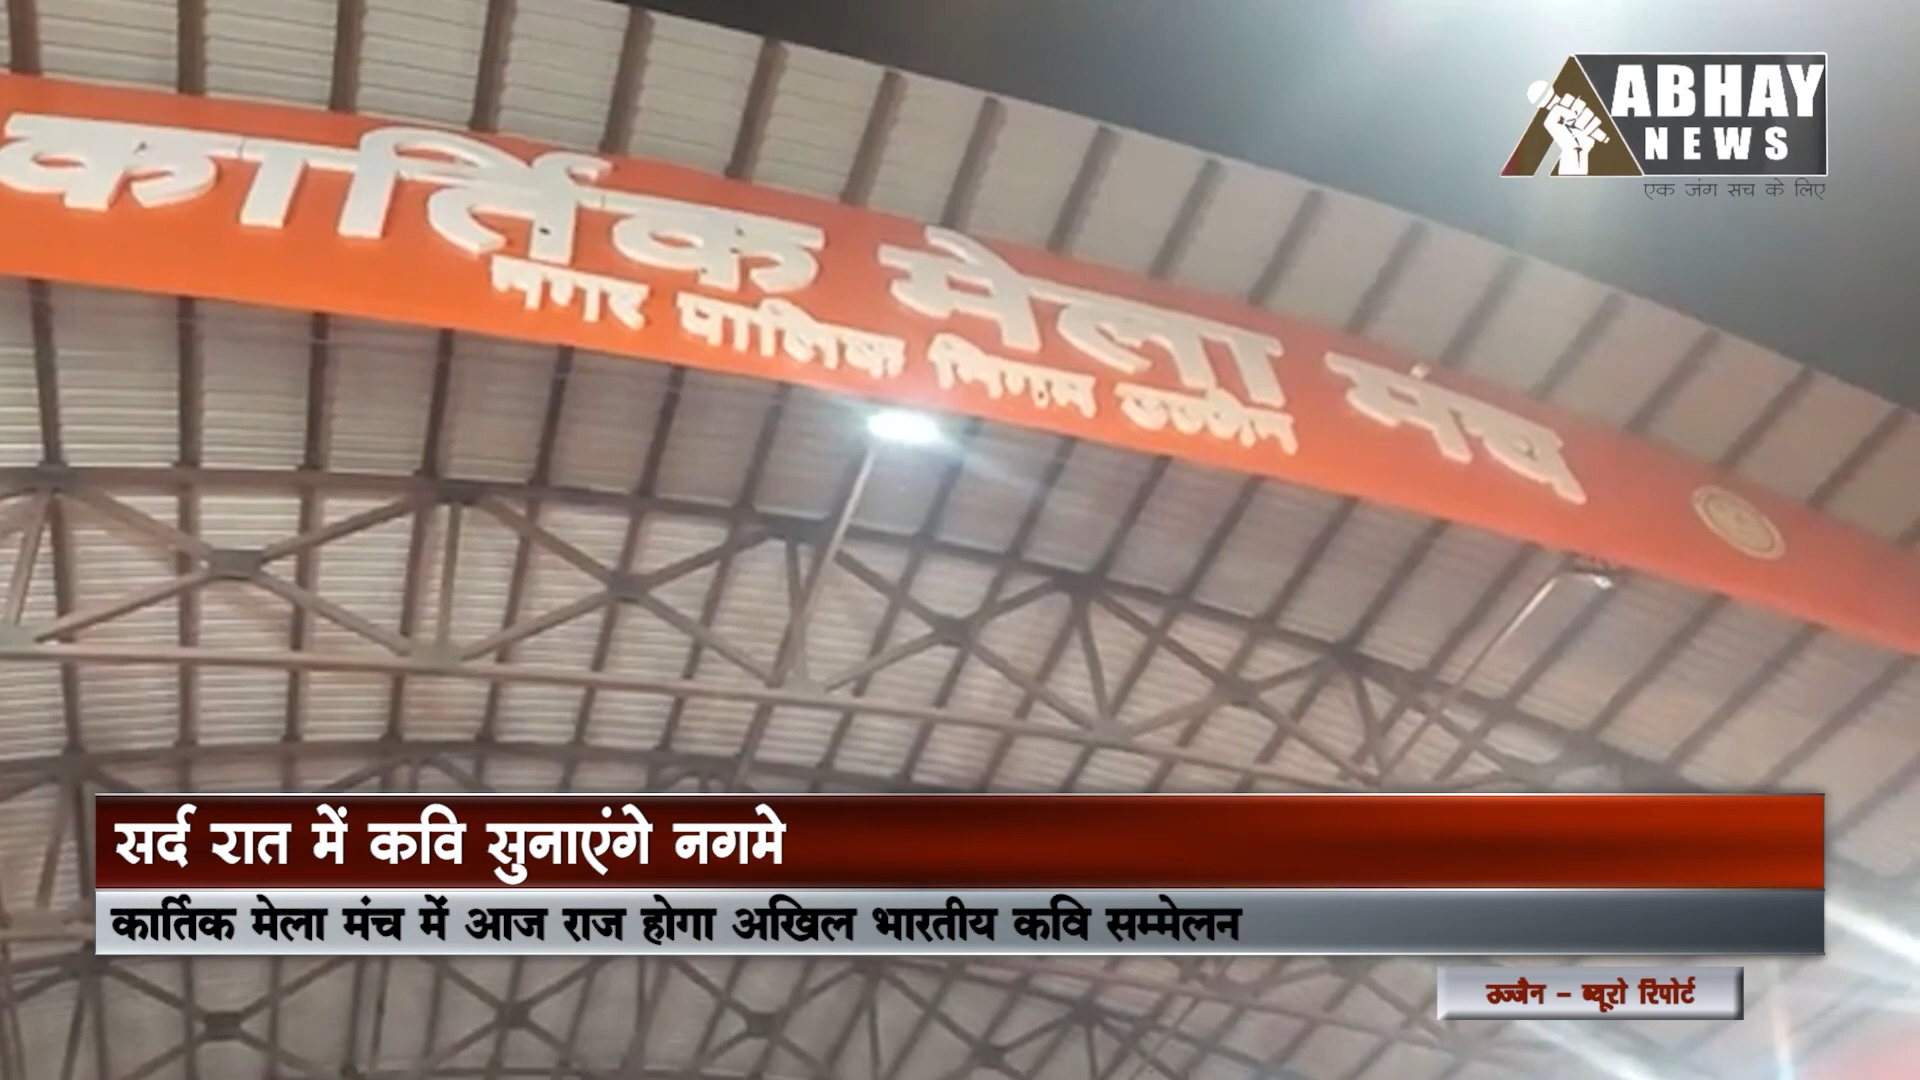 ABHAY
NEWS
एक जंग सच के लिए
कार्तिक मेला मंच
नगर पालिक निगम उज्जैन
सर्द रात में कवि सुनाएंगे नगमे
कार्तिक मेला मंच में आज राज होगा अखिल भारतीय कवि सम्मेलन
उज्जैन - ब्यूरो रिपोर्ट